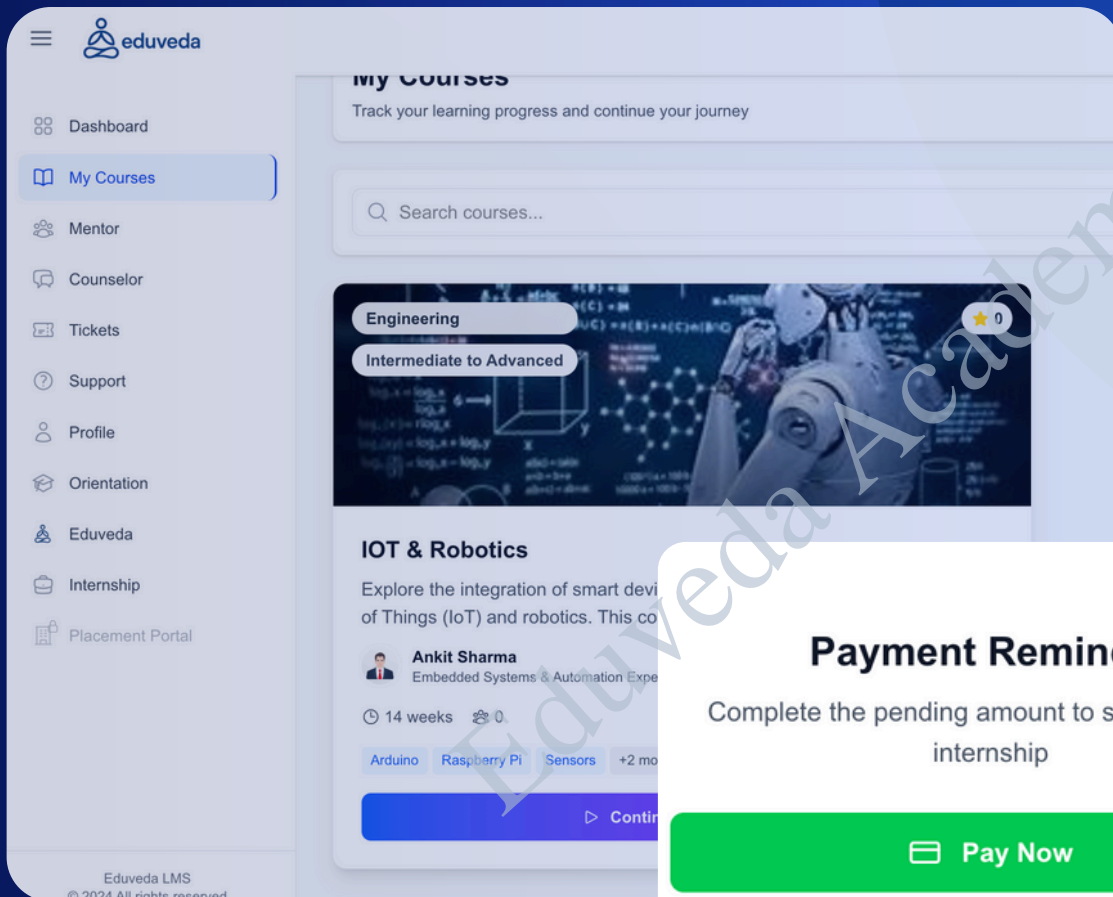 eduveda
My Courses
Track your learning progress and continue your journey
Dashboard
My Courses
Mentor
Counselor
Tickets
Support
Profile
Orientation
Eduveda
Internship
Placement Portal
Search courses...
Engineering
Intermediate to Advanced
0
IOT & Robotics
Explore the integration of smart devi
of Things (IoT) and robotics. This co
Ankit Sharma
Embedded Systems & Automation Expe
14 weeks 0
Arduino Raspberry Pi Sensors +2 mo
Contin
Payment Remin
Complete the pending amount to s
internship
Pay Now
Eduveda LMS
© 2024 All rights reserved
Eduveda Academ